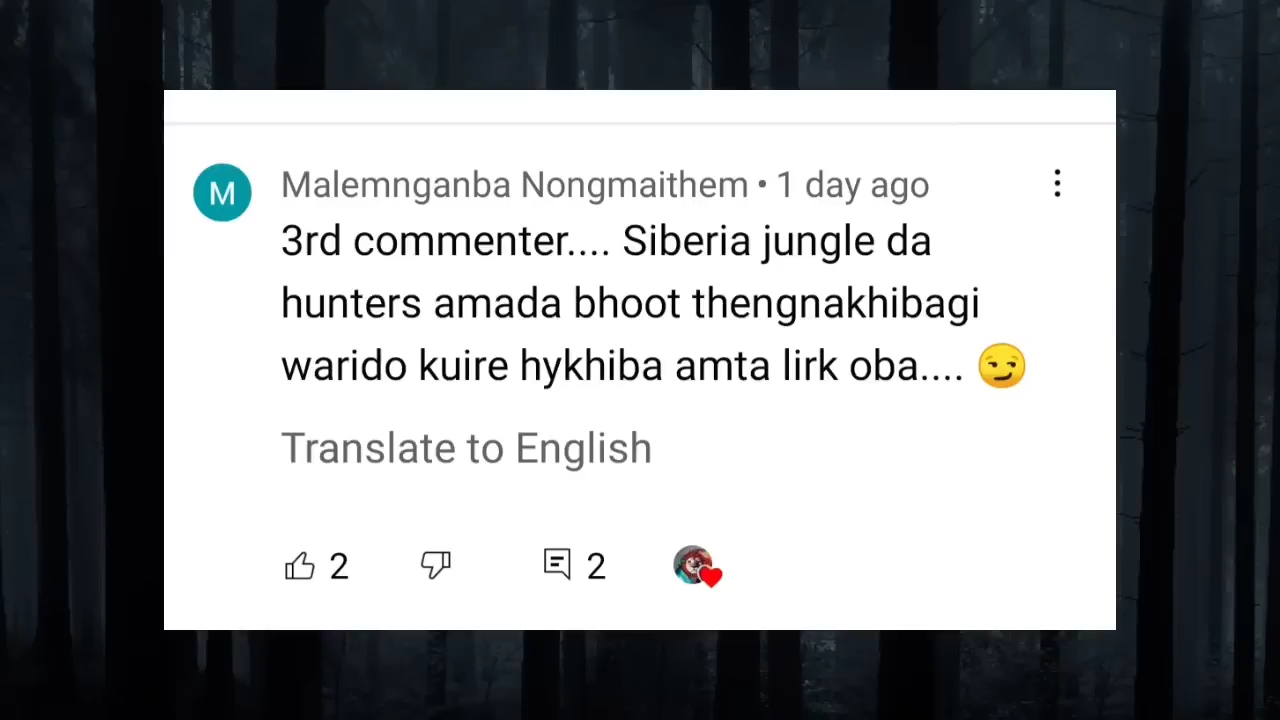 M
Malemnganba Nongmaithem • 1 day ago
3rd commenter.... Siberia jungle da
hunters amada bhoot thengnakhibagi
warido kuire hykhiba amta lirk oba.... 😏
Translate to English
2
2